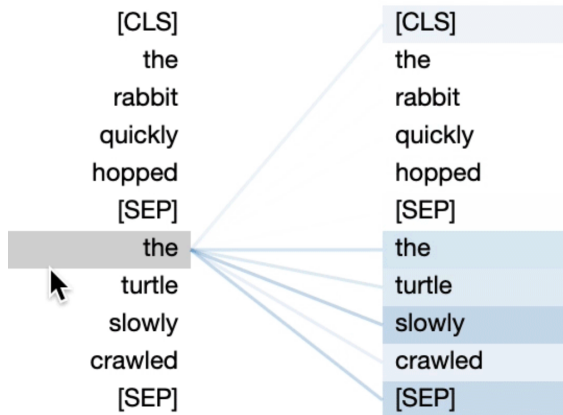 [CLS] [CLS]
the the
rabbit rabbit
quickly quickly
hopped hopped
[SEP] [SEP]
the the
turtle turtle
slowly slowly
crawled crawled
[SEP] [SEP]